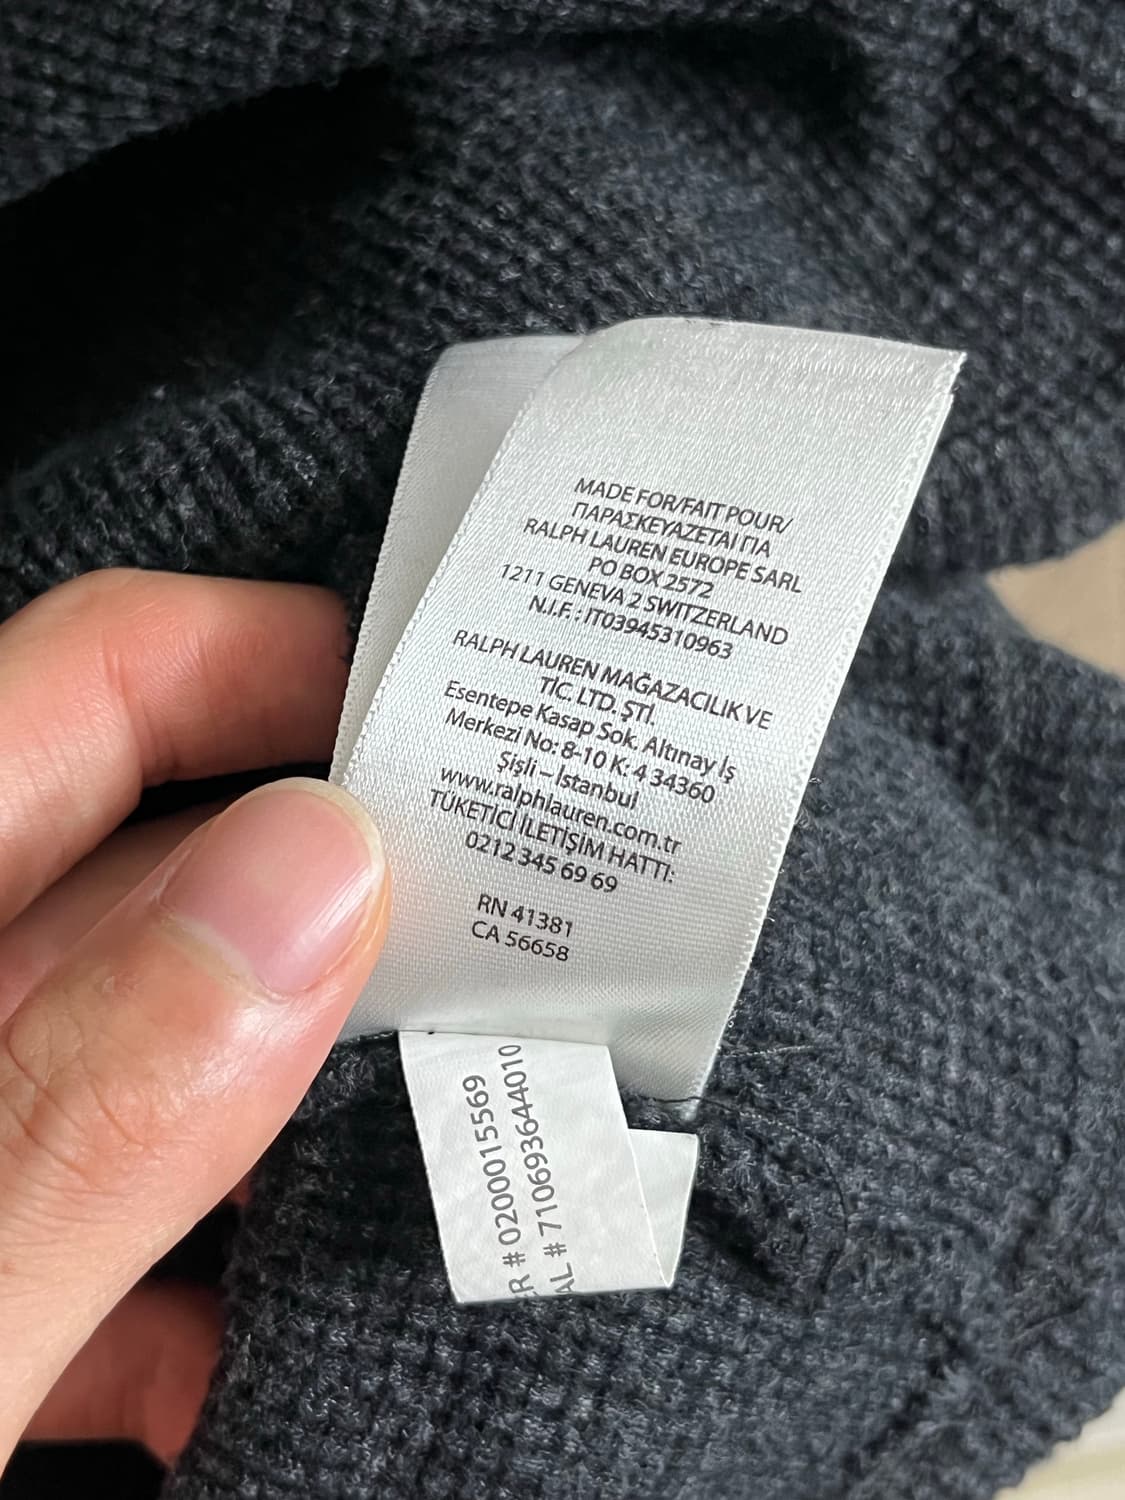 MADE FOR/FAIT POUR/
ΠΑΡΑΣΚΕΥΑΖΕΤΑΙ ΓΙΑ
RALPH LAUREN EUROPE SARL
PO BOX 2572
1211 GENEVA 2 SWITZERLAND
N.I.F. : IT03945310963
RALPH LAUREN MAĞAZACILIK VE
TİC. LTD. ŞTİ.
Esentepe Kasap Sok. Altınay İş
Merkezi No: 8-10 K: 4 34360
Şişli – İstanbul
www.ralphlauren.com.tr
TÜKETİCİ İLETİŞİM HATTI:
0212 345 69 69
RN 41381
CA 56658
R # 0200015569
AL # 710693644010